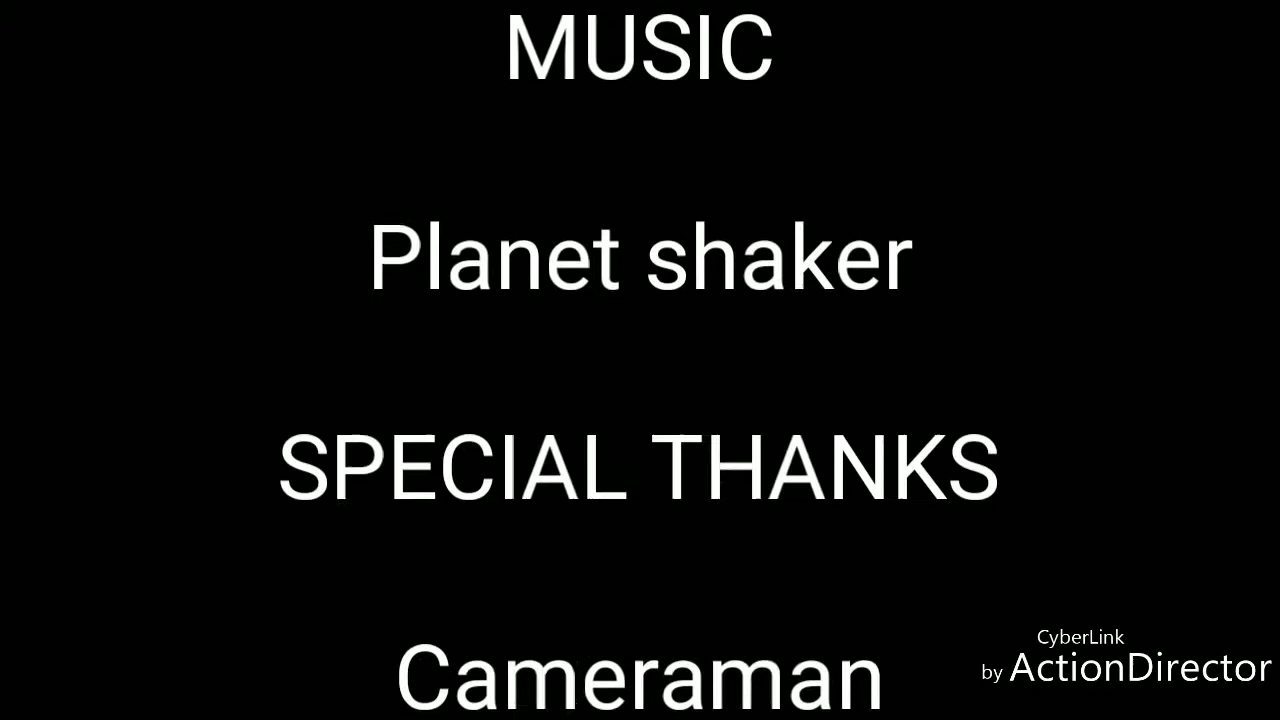 MUSIC
Planet shaker
SPECIAL THANKS
Cameraman
CyberLink
by ActionDirector